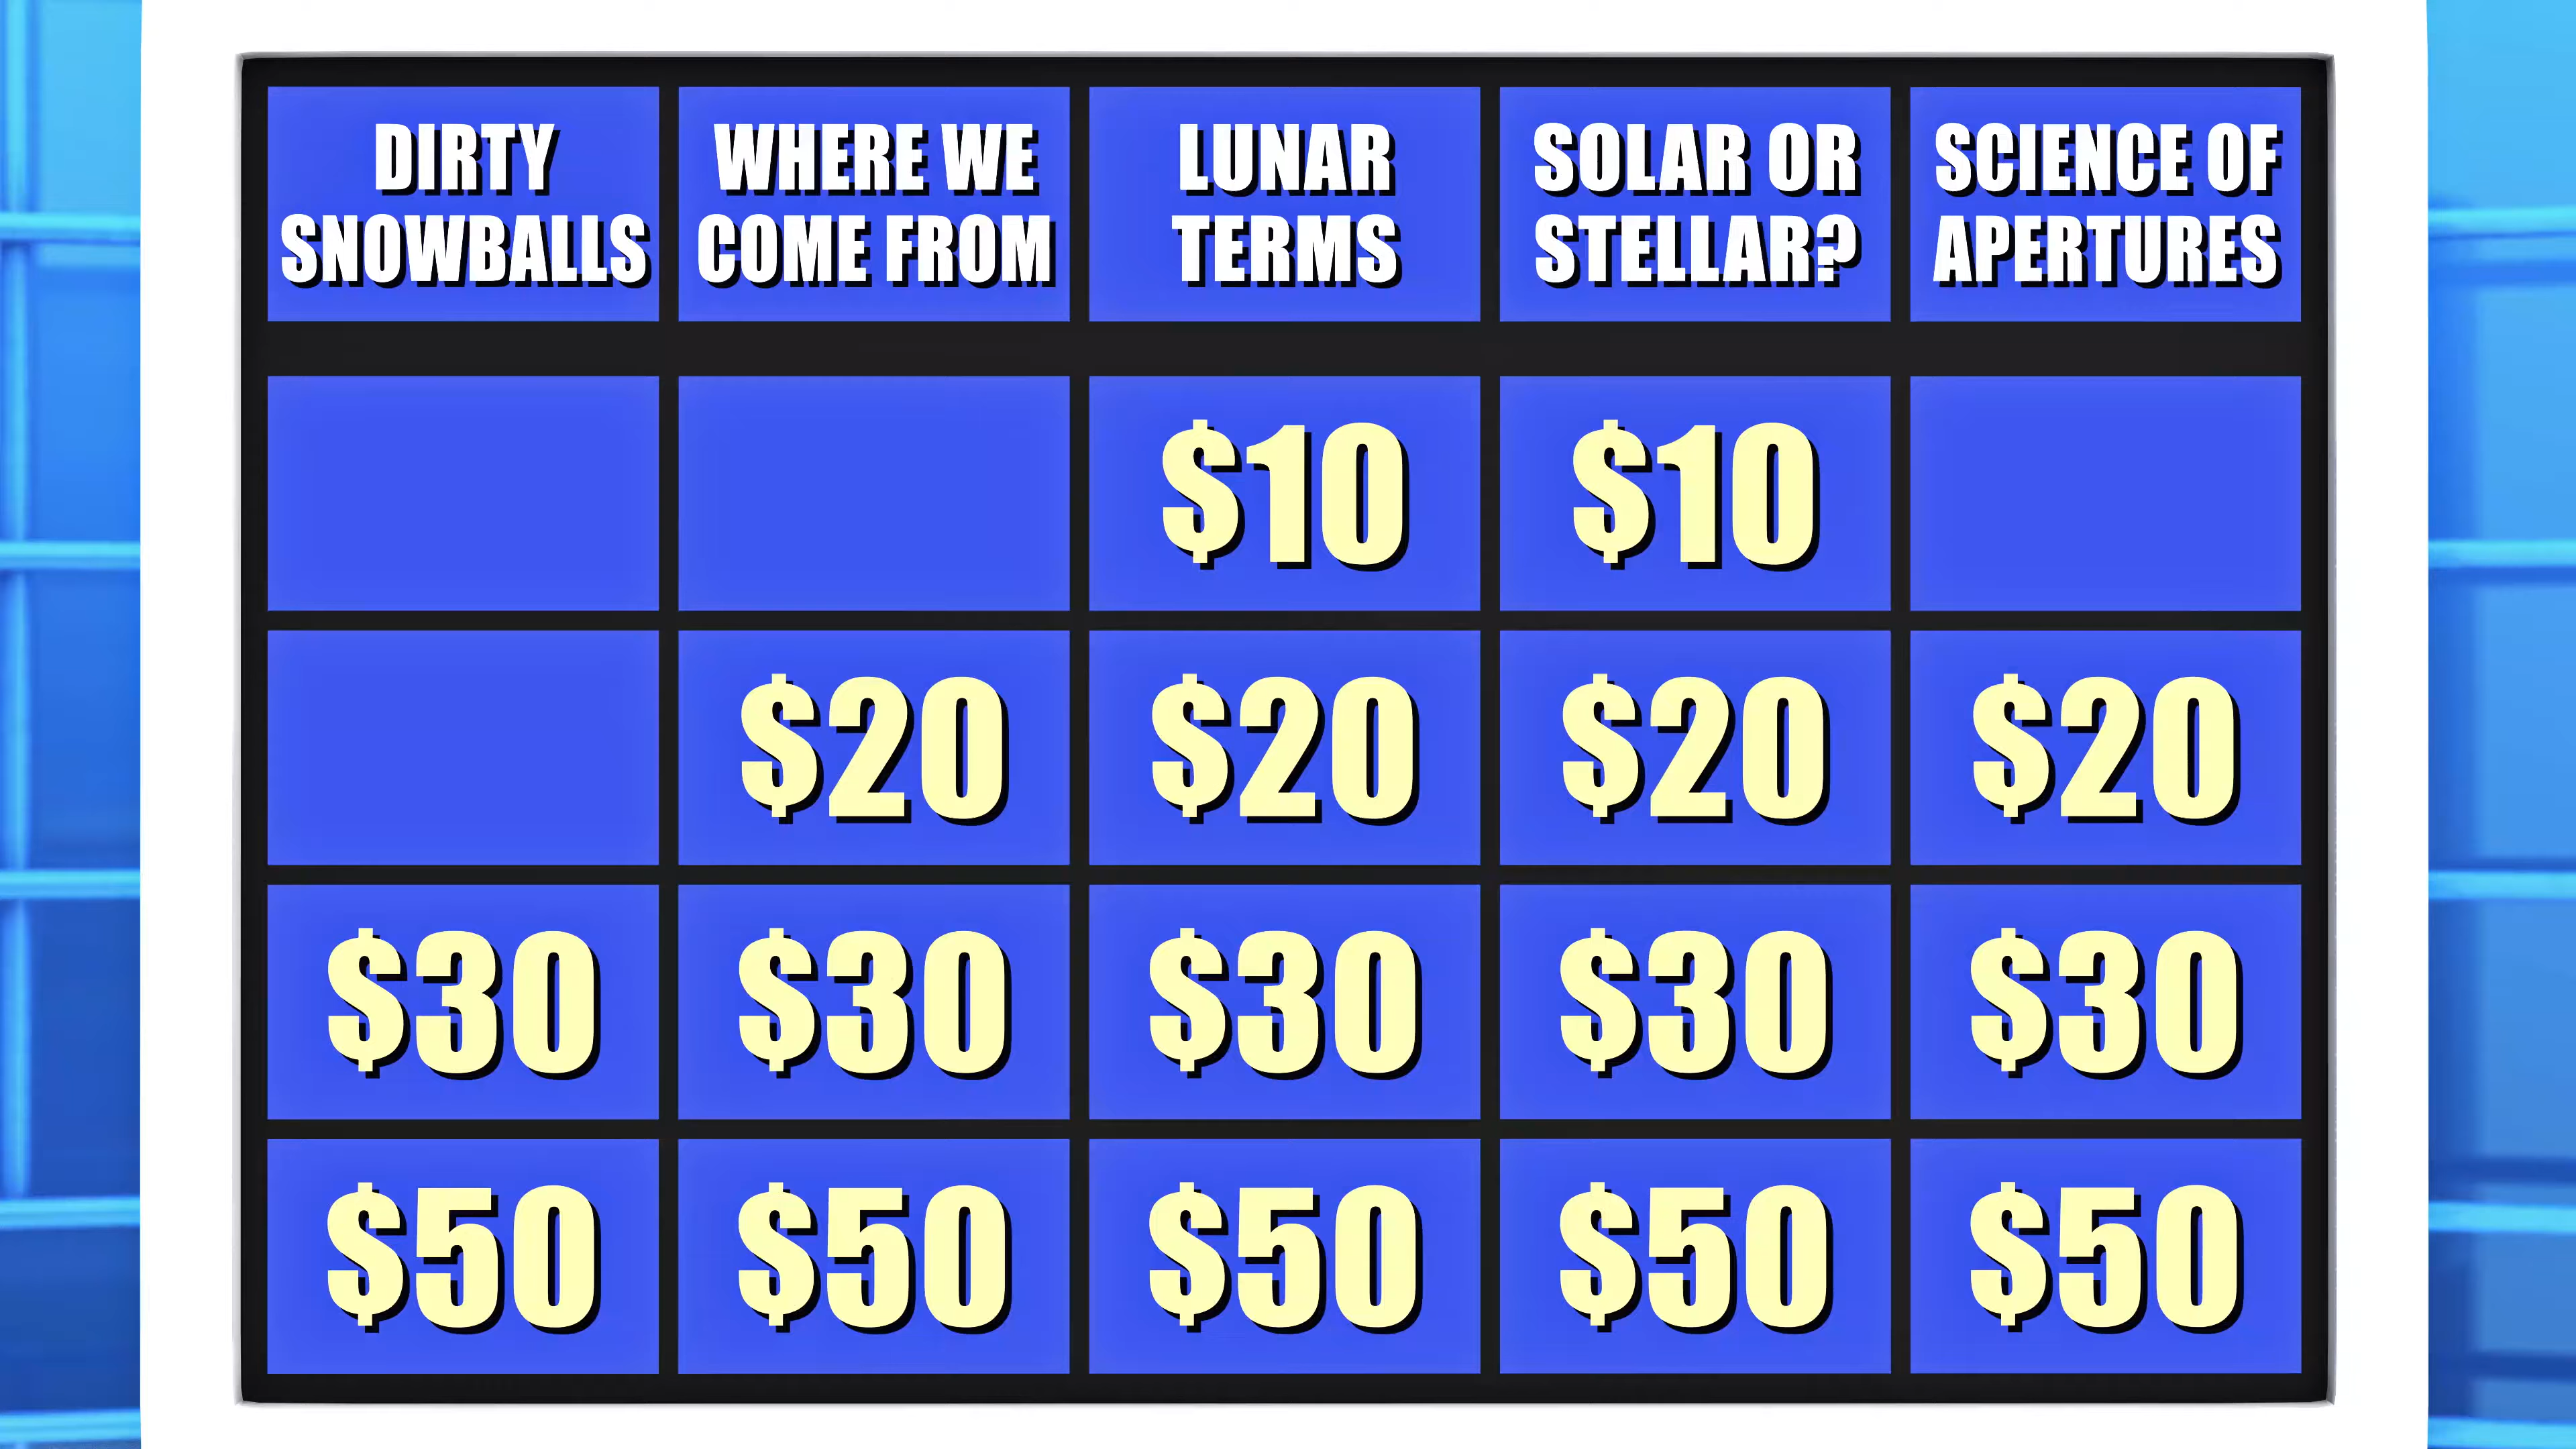 DIRTY
SNOWBALLS
WHERE WE
COME FROM
LUNAR
TERMS
SOLAR OR
STELLAR?
SCIENCE OF
APERTURES
$10 $10
$20 $20 $20 $20
$30 $30 $30 $30 $30
$50 $50 $50 $50 $50